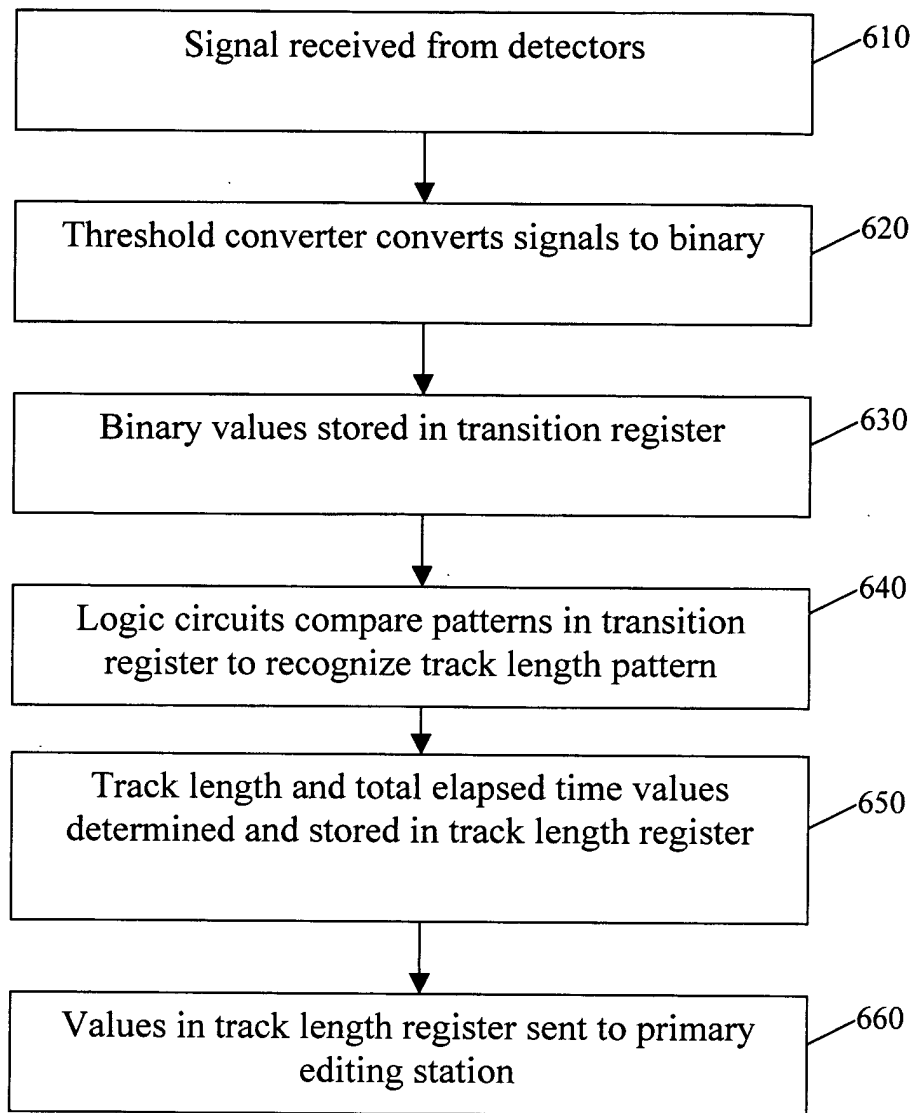 Signal received from detectors
610
Threshold converter converts signals to binary
620
Binary values stored in transition register
630
Logic circuits compare patterns in transition
register to recognize track length pattern
640
Track length and total elapsed time values
determined and stored in track length register
650
Values in track length register sent to primary
editing station
660